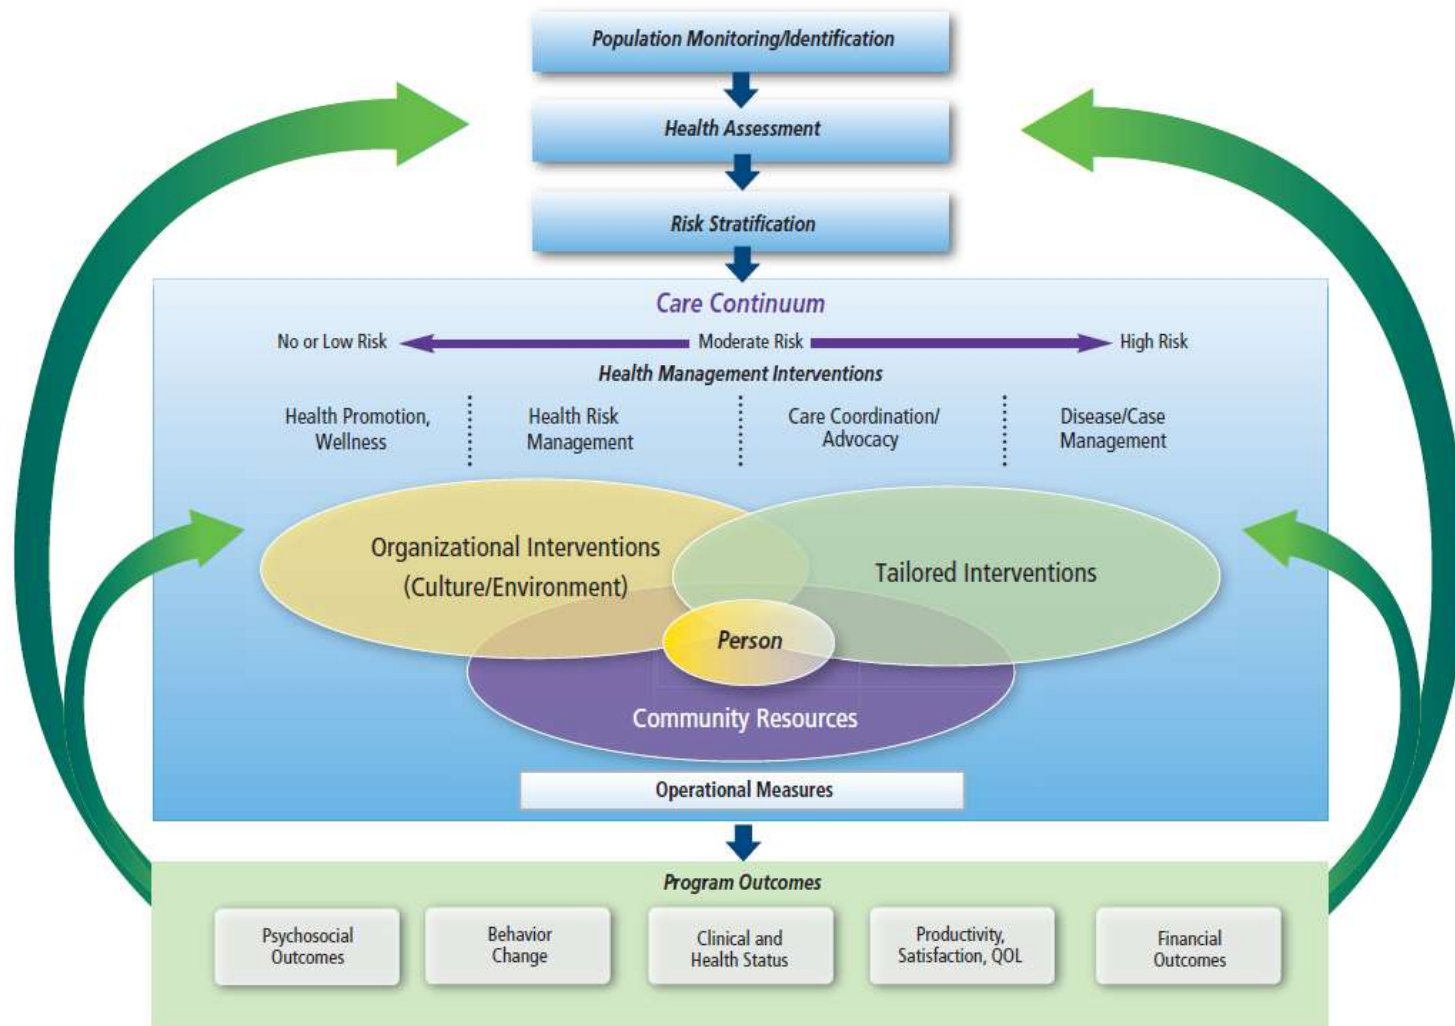 Population Monitoring/Identification
Health Assessment
Risk Stratification
Care Continuum
No or Low Risk
Moderate Risk
High Risk
Health Management Interventions
Health Promotion,
Wellness
Health Risk
Management
Care Coordination/
Advocacy
Disease/Case
Management
Organizational Interventions
(Culture/Environment)
Tailored Interventions
Person
Community Resources
Operational Measures
Program Outcomes
Psychosocial
Outcomes
Behavior
Change
Clinical and
Health Status
Productivity,
Satisfaction, QOL
Financial
Outcomes